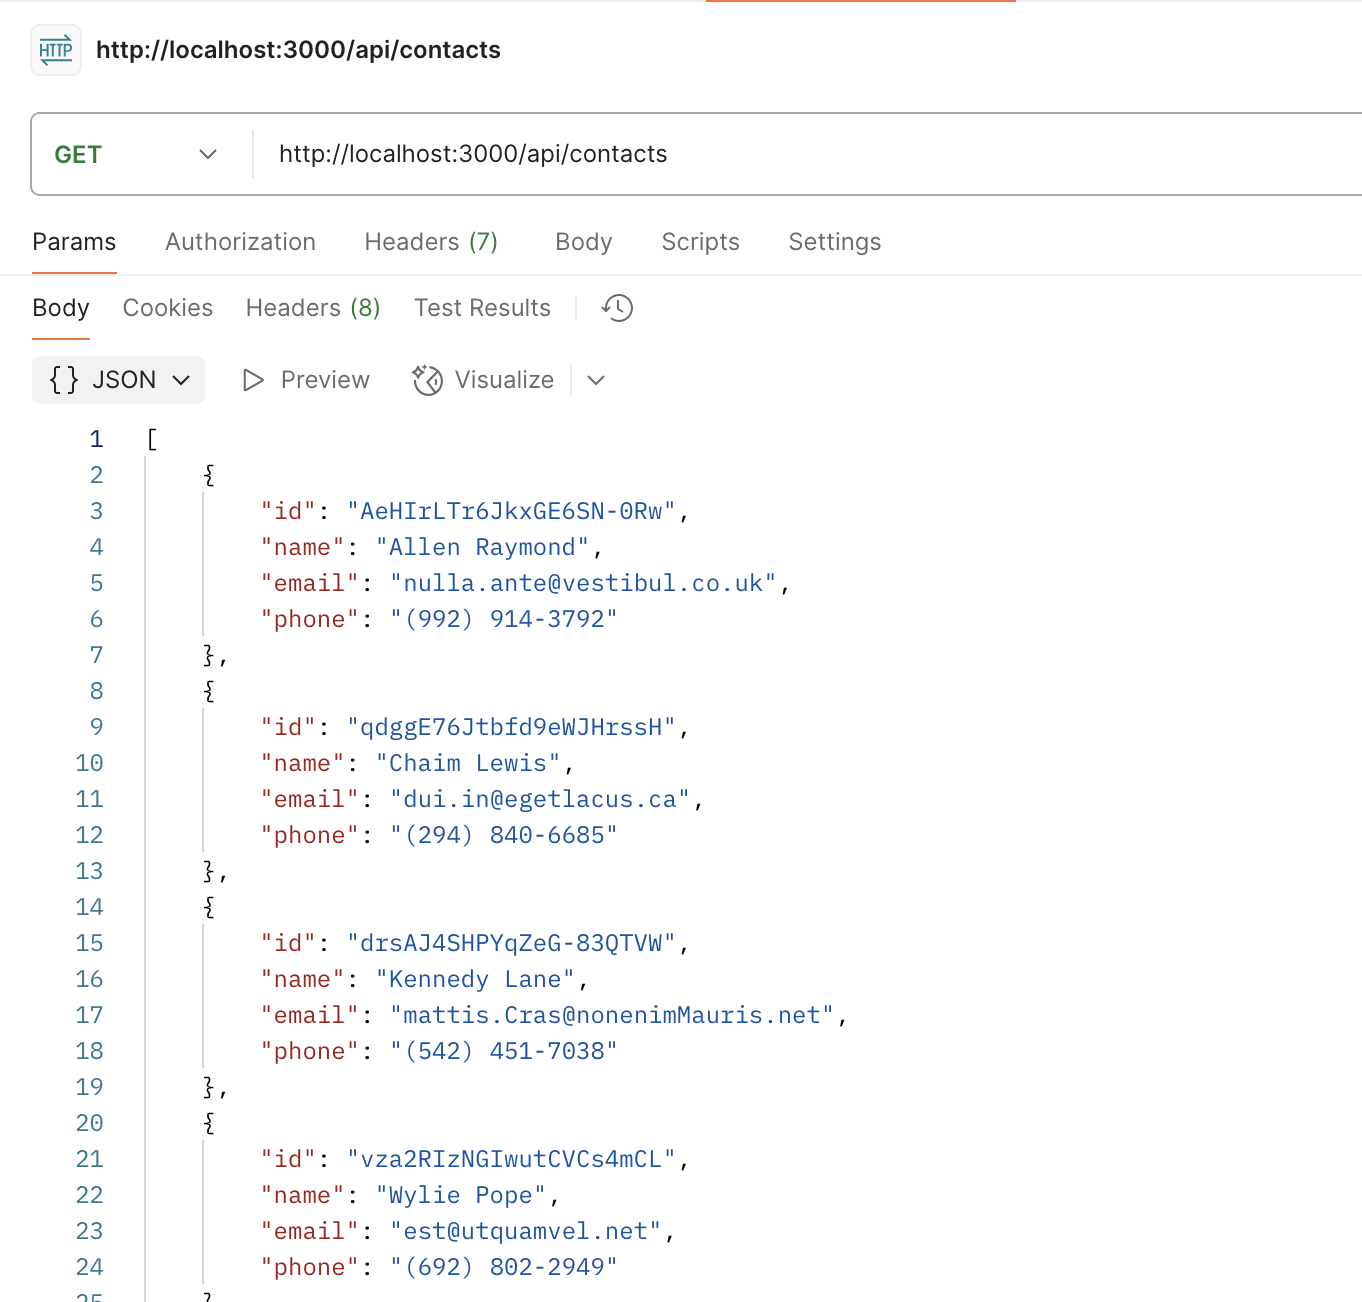 HTTP http://localhost:3000/api/contacts
GET http://localhost:3000/api/contacts
Params Authorization Headers (7) Body Scripts Settings
Body Cookies Headers (8) Test Results
{} JSON Preview Visualize
1 [
2 {
3 "id": "AeHIrLTr6JkxGE6SN-0Rw",
4 "name": "Allen Raymond",
5 "email": "nulla.ante@vestibul.co.uk",
6 "phone": "(992) 914-3792"
7 },
8 {
9 "id": "qdggE76Jtbfd9eWJHrssH",
10 "name": "Chaim Lewis",
11 "email": "dui.in@egetlacus.ca",
12 "phone": "(294) 840-6685"
13 },
14 {
15 "id": "drsAJ4SHPYqZeG-83QTVW",
16 "name": "Kennedy Lane",
17 "email": "mattis.Cras@nonenimMauris.net",
18 "phone": "(542) 451-7038"
19 },
20 {
21 "id": "vza2RIzNGIwutCVCs4mCL",
22 "name": "Wylie Pope",
23 "email": "est@utquamvel.net",
24 "phone": "(692) 802-2949"